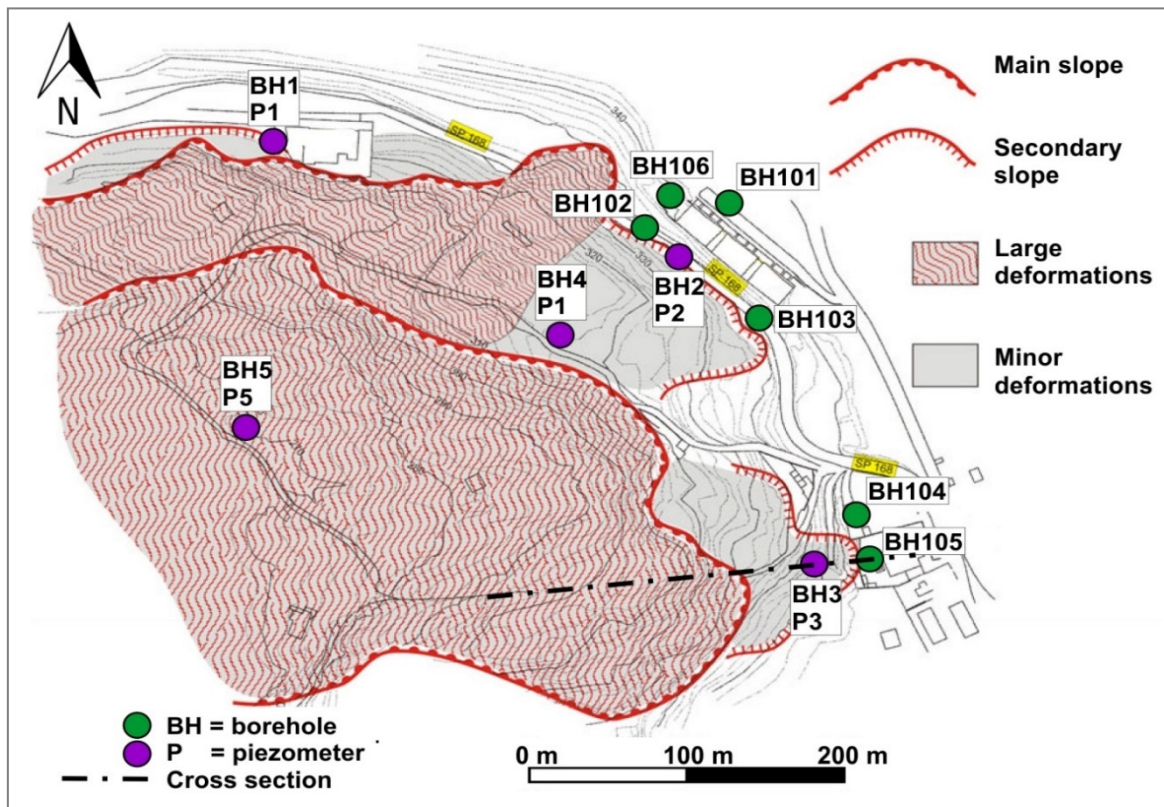 N
BH1
P1
SP 168
340
BH106
BH101
BH102
320
330
SP 168
BH4
P1
BH2
P2
BH103
310
BH5
P5
SP 168
BH104
BH105
BH3
P3
Main slope
Secondary
slope
Large
deformations
Minor
deformations
BH = borehole
P = piezometer
Cross section
0 m 100 m 200 m